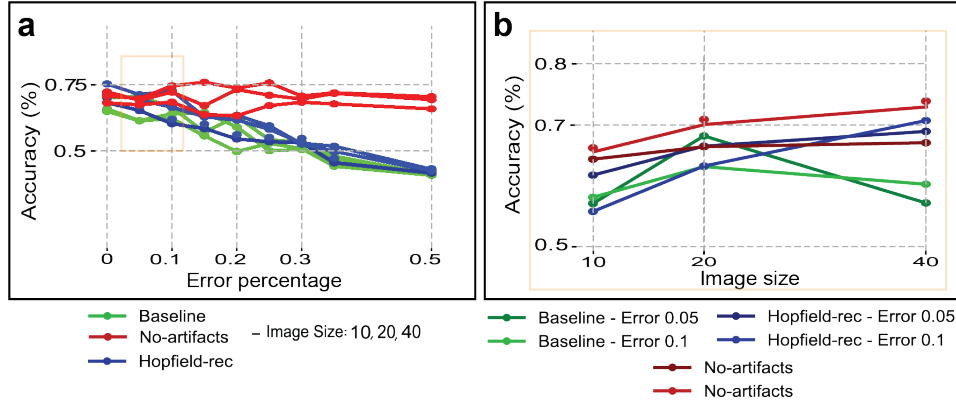 a
0.75
0.5
Accuracy (%)
0 0.1 0.2 0.3 0.5
Error percentage
Baseline
No-artifacts
Hopfield-rec
– Image Size: 10, 20, 40
b
0.8
0.7
0.5
Accuracy (%)
10 20 40
Image size
Baseline - Error 0.05
Baseline - Error 0.1
Hopfield-rec - Error 0.05
Hopfield-rec - Error 0.1
No-artifacts
No-artifacts